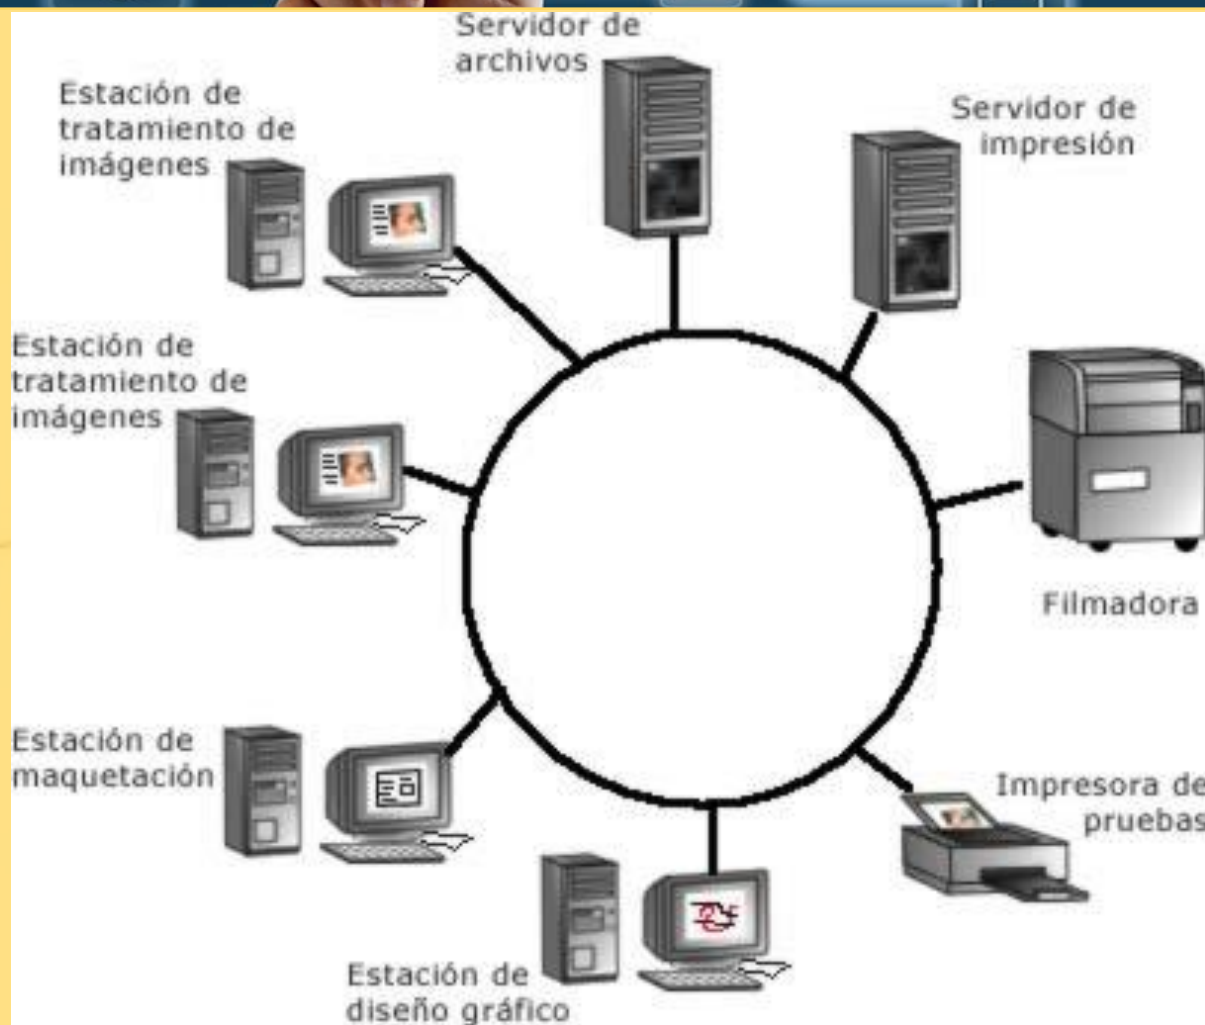 Servidor de
archivos
Estación de
tratamiento de
imágenes
Servidor de
impresión
Estación de
tratamiento de
imágenes
Filmadora
Estación de
maquetación
Impresora de
pruebas
Estación de
diseño gráfico